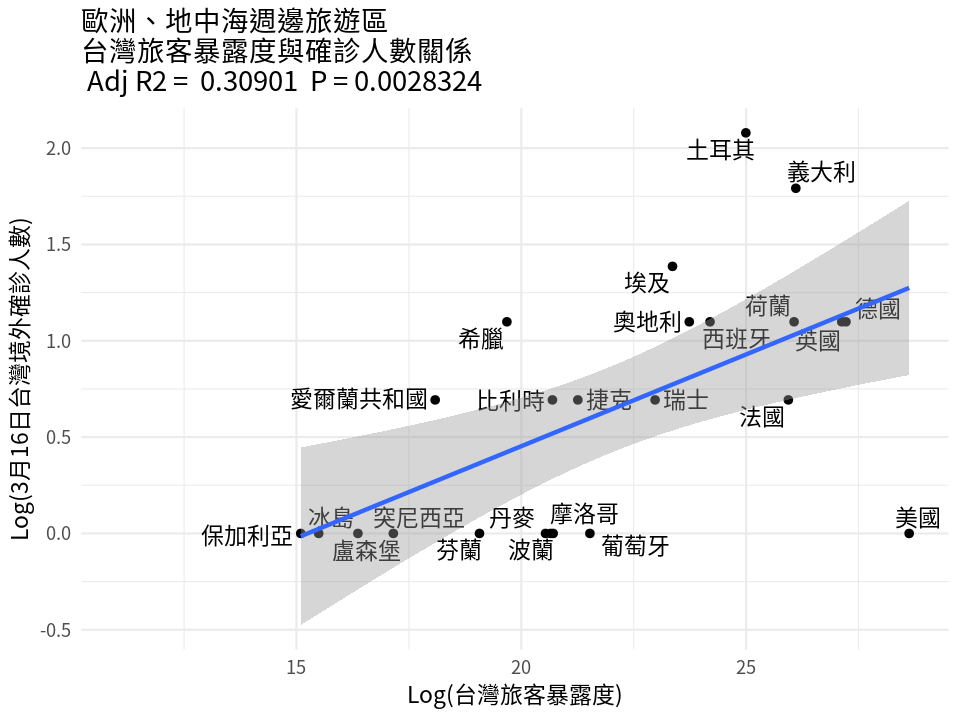 歐洲、地中海週邊旅遊區
台灣旅客暴露度與確診人數關係
Adj R2 = 0.30901 P = 0.0028324
2.0
土耳其
義大利
1.5
埃及
荷蘭
德國
奧地利
希臘
西班牙
英國
1.0
愛爾蘭共和國
比利時
捷克
瑞士
法國
0.5
冰島
突尼西亞
丹麥
摩洛哥
美國
0.0
保加利亞
盧森堡
芬蘭
波蘭
葡萄牙
-0.5
15
20
25
Log(台灣旅客暴露度)
Log(3月16日台灣境外確診人數)